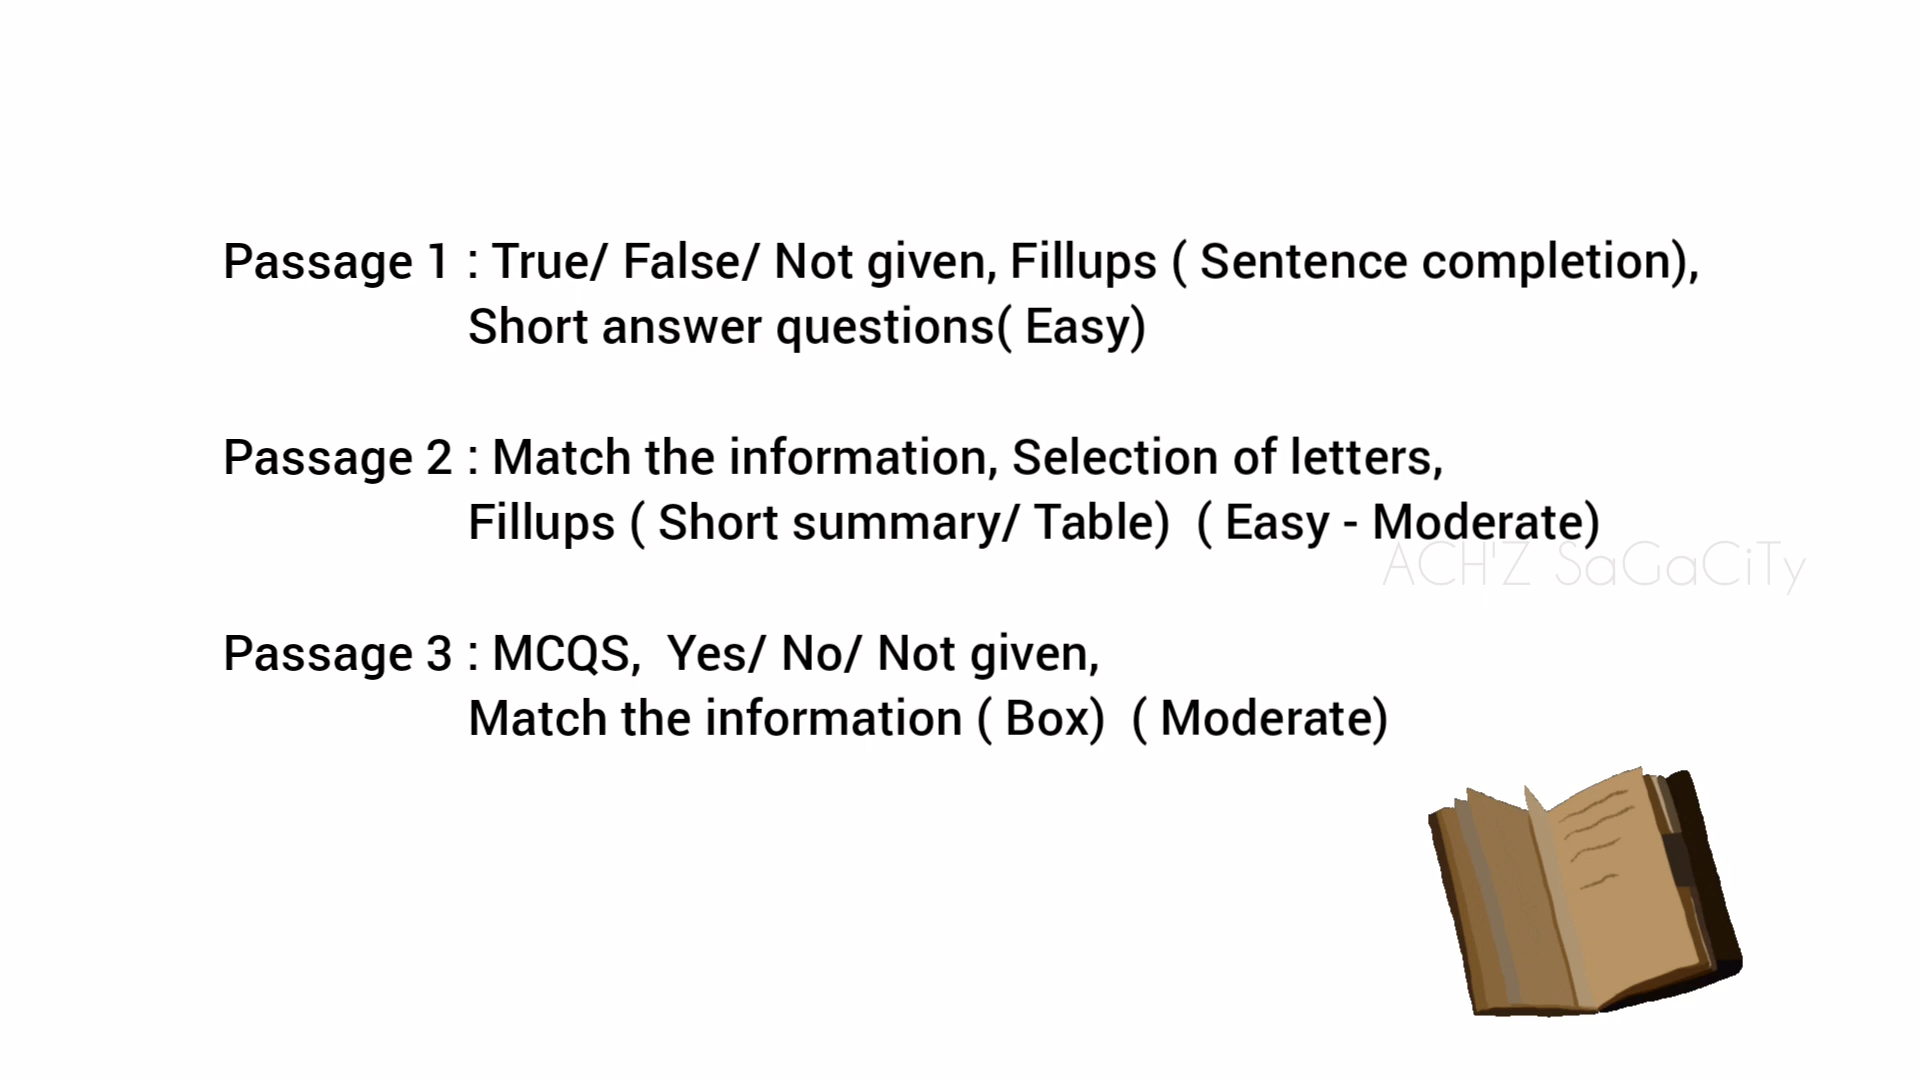 Passage 1 : True/ False/ Not given, Fillups ( Sentence completion),
Short answer questions( Easy)
Passage 2 : Match the information, Selection of letters,
Fillups ( Short summary/ Table)  ( Easy - Moderate)
ACH'Z SaGaCiTy
Passage 3 : MCQS,  Yes/ No/ Not given,
Match the information ( Box)  ( Moderate)